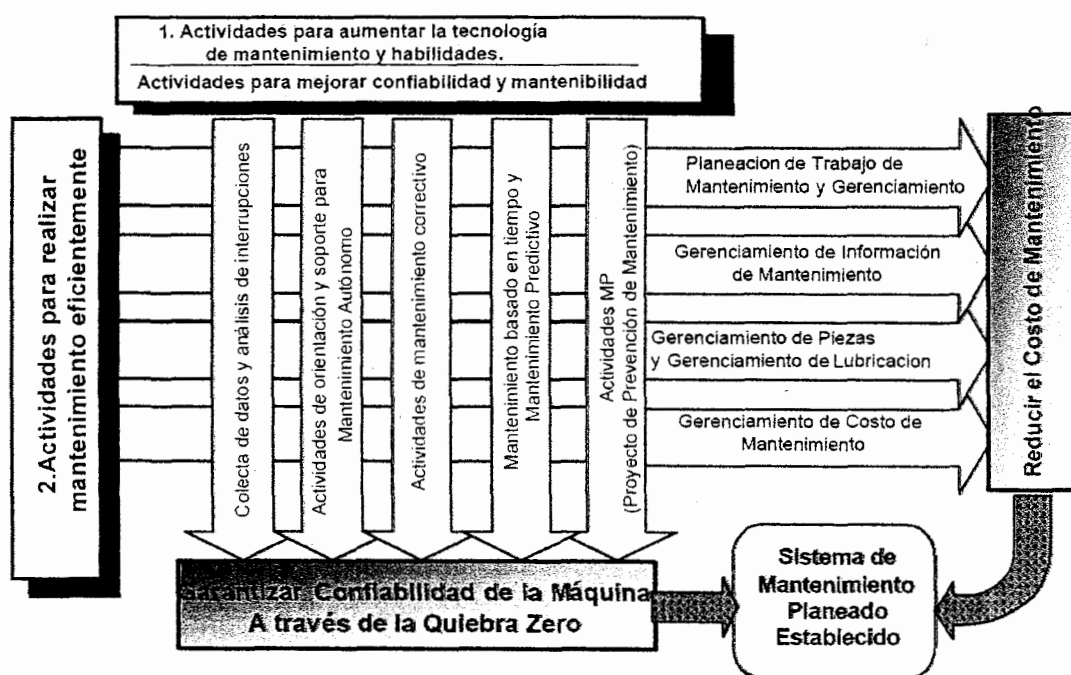 1. Actividades para aumentar la tecnología
de mantenimiento y habilidades.
Actividades para mejorar confiabilidad y mantenibilidad
2.Actividades para realizar
mantenimiento eficientemente
Colecta de datos y análisis de interrupciones
Actividades de orientación y soporte para
Mantenimiento Autônomo
Actividades de mantenimiento correctivo
Mantenimiento basado en tiempo y
Mantenimiento Predictivo
Actividades MP
(Proyecto de Prevención de Mantenimiento)
Planeacion de Trabajo de
Mantenimiento y Gerenciamiento
Gerenciamiento de Información
de Mantenimiento
Gerenciamiento de Piezas
y Gerenciamiento de Lubricacion
Gerenciamiento de Costo de
Mantenimiento
Reducir el Costo de Mantenimiento
Garantizar Confiabilidad de la Máquina
A través de la Quiebra Zero
Sistema de
Mantenimiento
Planeado
Establecido